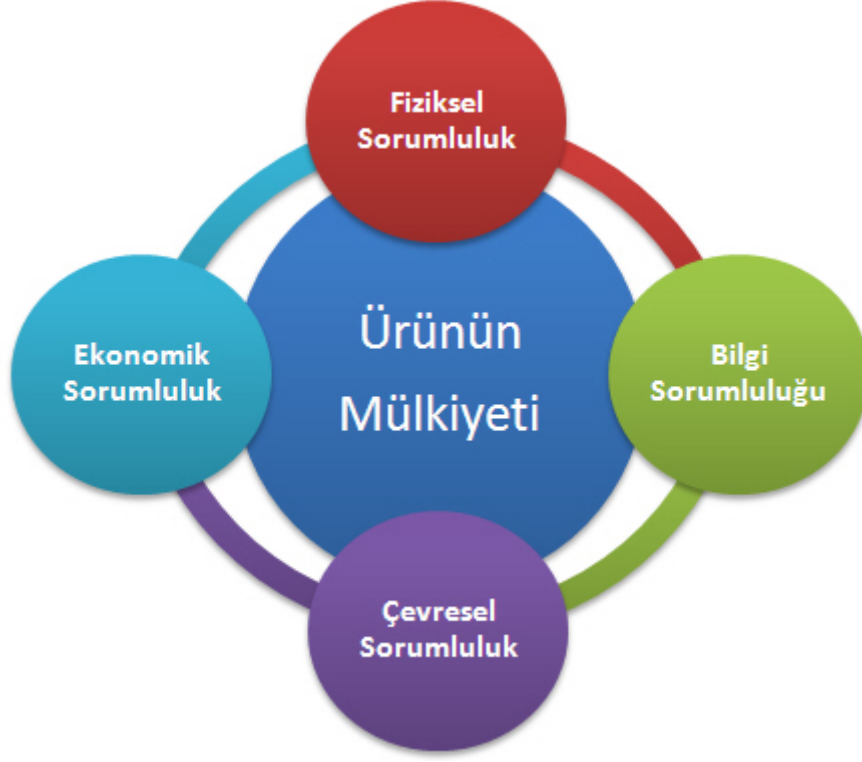 Fiziksel
Sorumluluk
Ürünün
Mülkiyeti
Ekonomik
Sorumluluk
Bilgi
Sorumluluğu
Çevresel
Sorumluluk